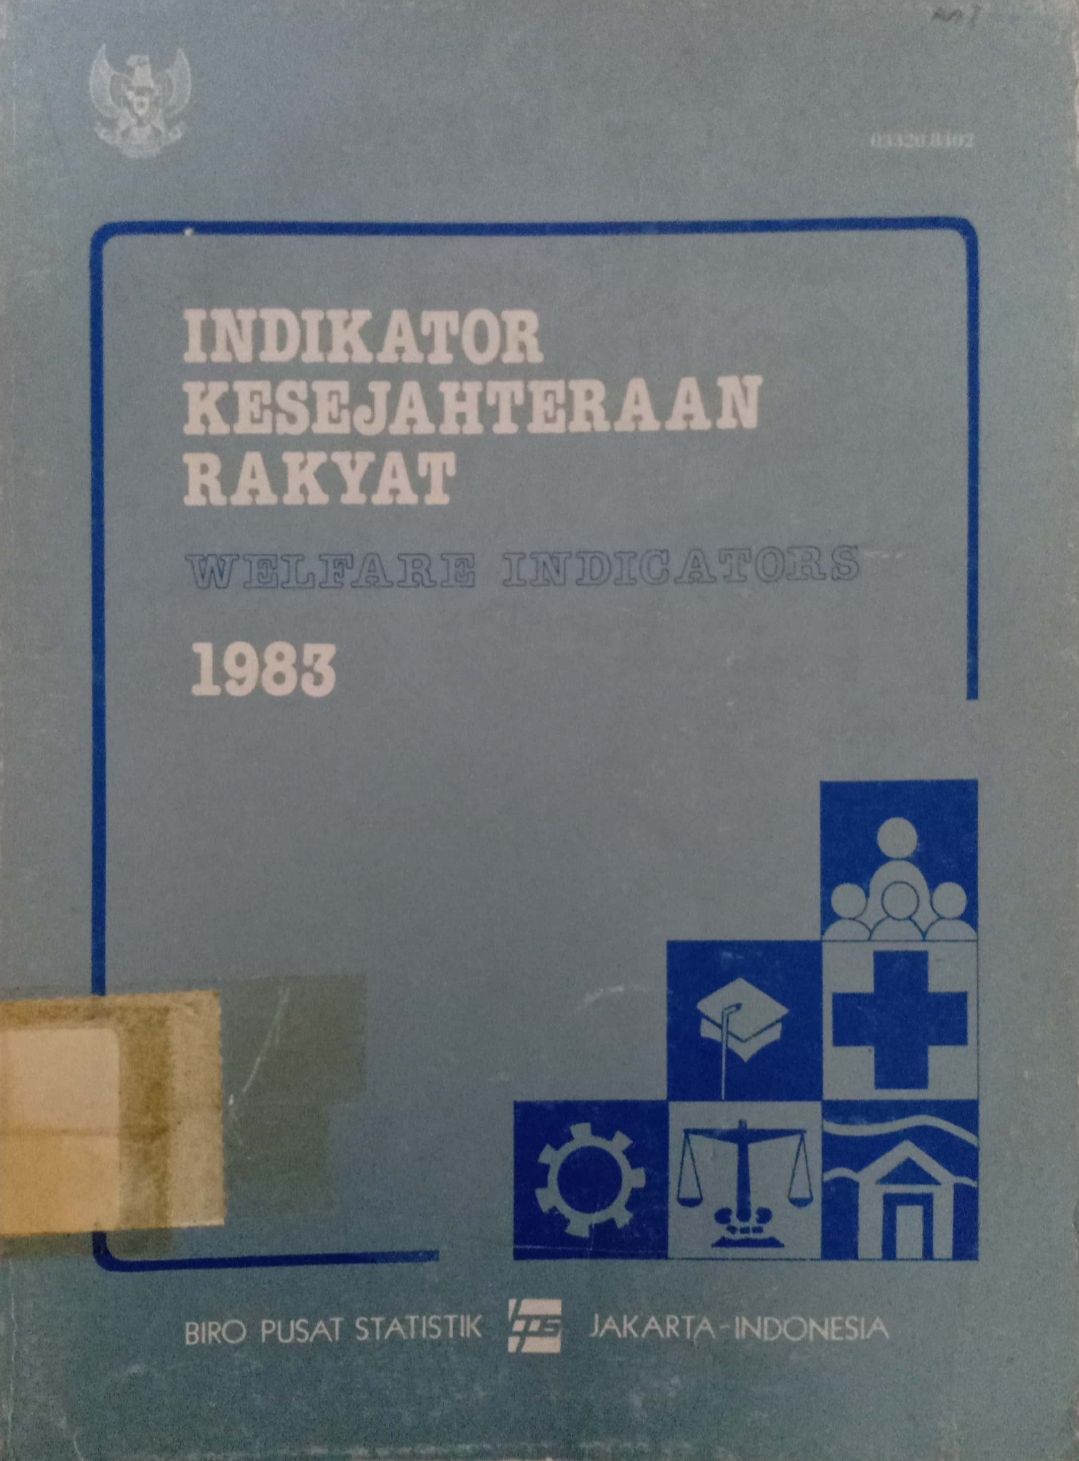 03320.8402
INDIKATOR
KESEJAHTERAAN
RAKYAT
WELFARE INDICATORS
1983
BIRO PUSAT STATISTIK
JAKARTA-INDONESIA